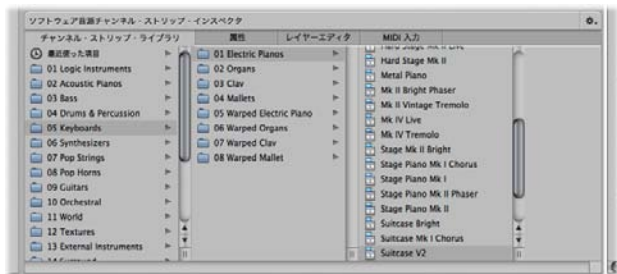 ソフトウェア音源チャンネル・ストリップ・インスペクタ
チャンネル・ストリップ・ライブラリ
属性
レイヤーエディタ
MIDI 入力
最近使った項目
01 Logic Instruments
02 Acoustic Pianos
03 Bass
04 Drums & Percussion
05 Keyboards
06 Synthesizers
07 Pop Strings
08 Pop Horns
09 Guitars
10 Orchestral
11 World
12 Textures
13 External Instruments
14 Surround
01 Electric Pianos
02 Organs
03 Clav
04 Mallets
05 Warped Electric Piano
06 Warped Organs
07 Warped Clav
08 Warped Mallet
Hard Stage MK II Live
Hard Stage MK II
Metal Piano
Mk II Bright Phaser
Mk II Vintage Tremolo
Mk IV Live
Mk IV Tremolo
Stage Mk II Bright
Stage Piano Mk I Chorus
Stage Piano Mk I
Stage Piano Mk II Phaser
Stage Piano Mk II
Suitcase Bright
Suitcase Mk I Chorus
Suitcase V2